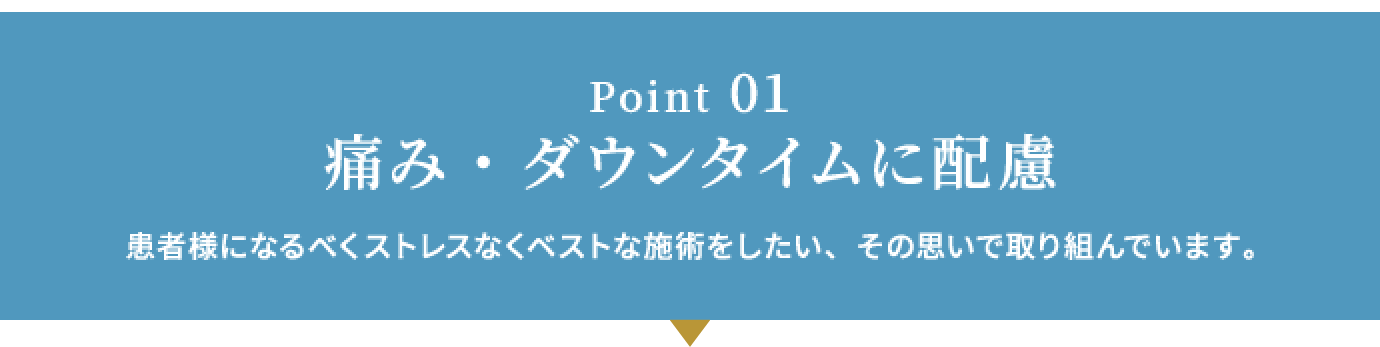 Point 01
痛み・ダウンタイムに配慮
患者様になるべくストレスなくベストな施術をしたい、その思いで取り組んでいます。